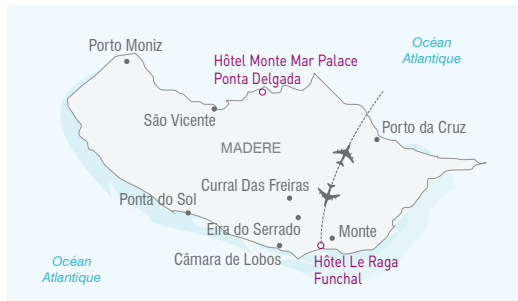 Océan
Atlantique
Porto Moniz
Hôtel Monte Mar Palace
Ponta Delgada
São Vicente
Porto da Cruz
MADERE
Curral Das Freiras
Ponta do Sol
Eira do Serrado
Monte
Câmara de Lobos
Hôtel Le Raga
Funchal
Océan
Atlantique